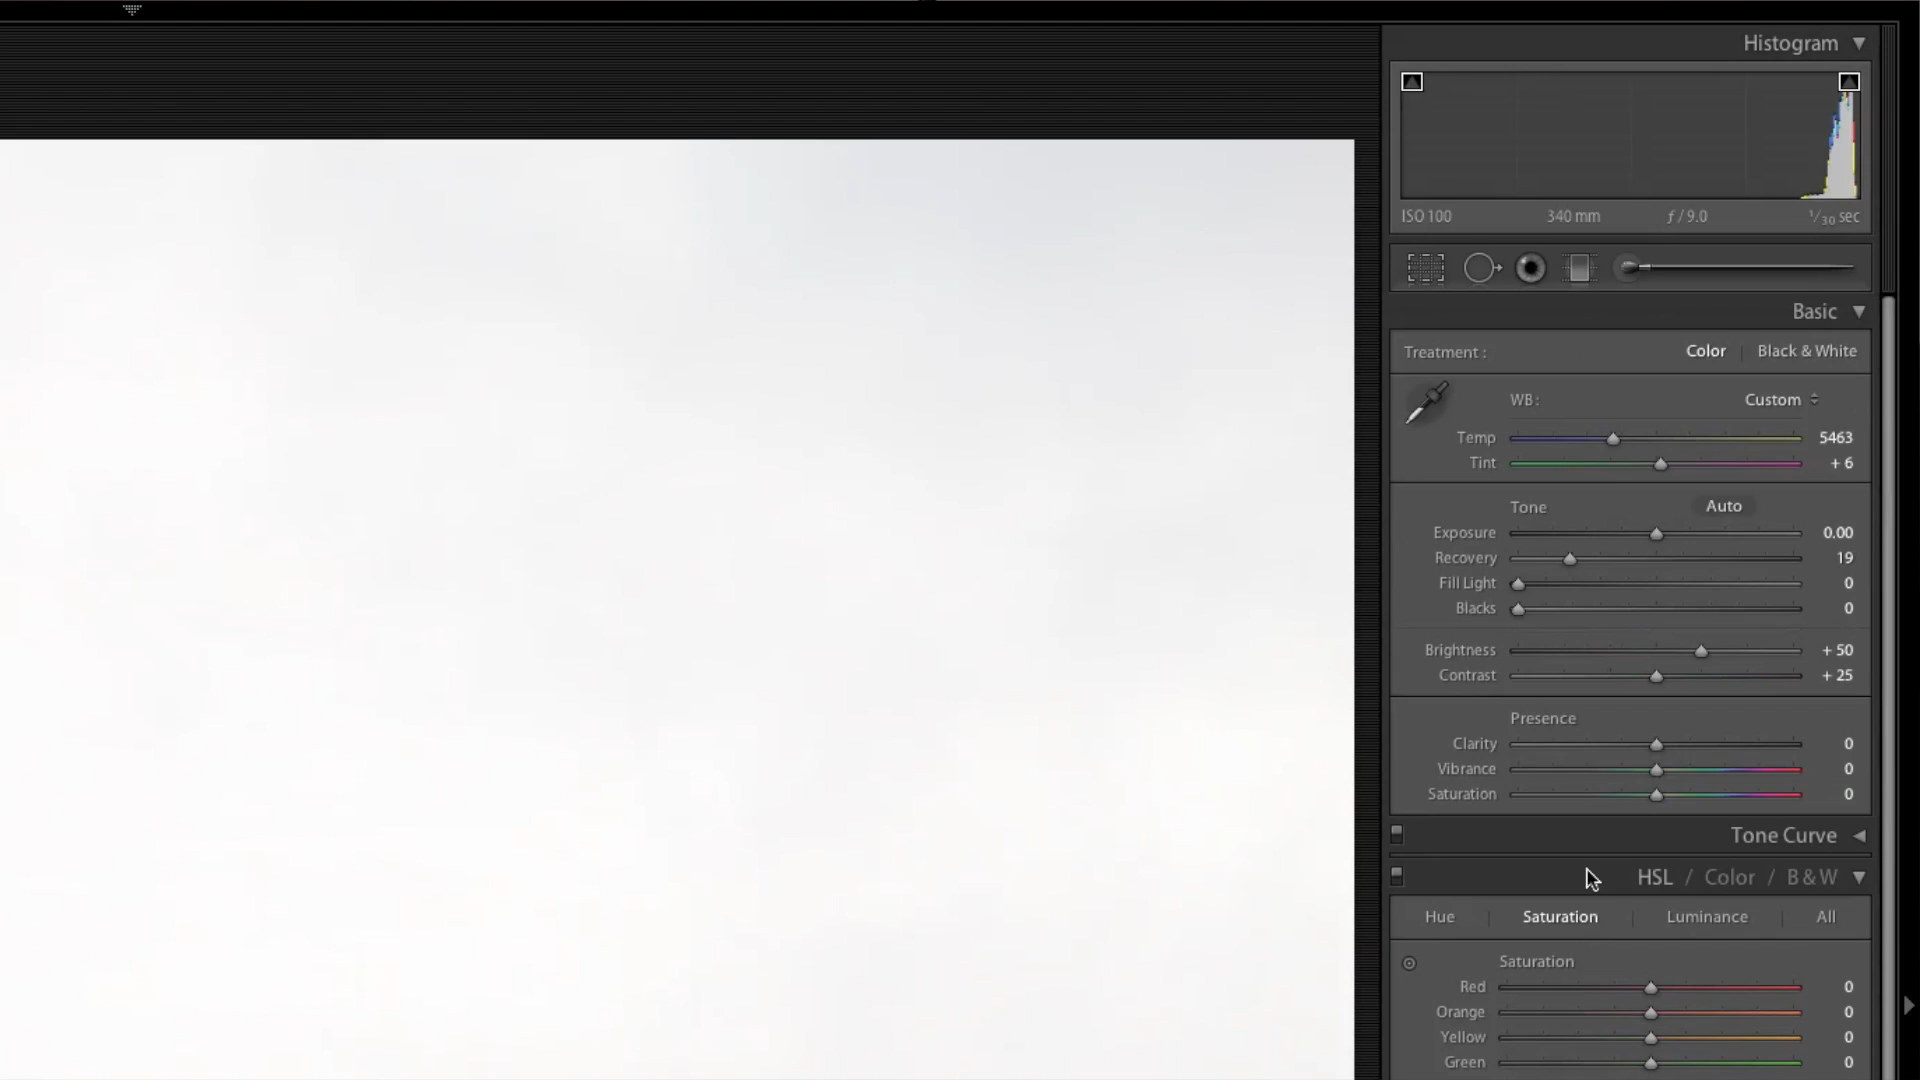 Histogram
ISO 100 340 mm ƒ / 9.0 1/30 sec
Basic
Treatment : Color Black & White
WB : Custom
Temp 5463
Tint + 6
Tone Auto
Exposure 0.00
Recovery 19
Fill Light 0
Blacks 0
Brightness + 50
Contrast + 25
Presence
Clarity 0
Vibrance 0
Saturation 0
Tone Curve
HSL / Color / B & W
Hue Saturation Luminance All
Saturation
Red 0
Orange 0
Yellow 0
Green 0